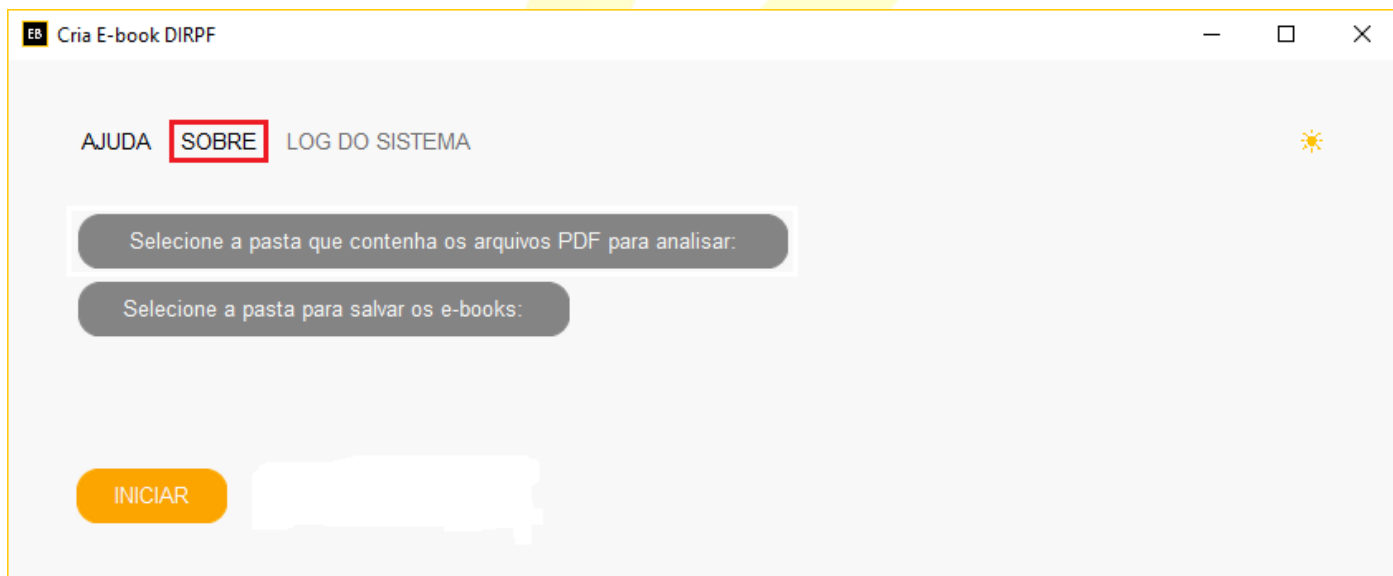 EB Cria E-book DIRPF
AJUDA SOBRE LOG DO SISTEMA
Selecione a pasta que contenha os arquivos PDF para analisar:
Selecione a pasta para salvar os e-books:
INICIAR